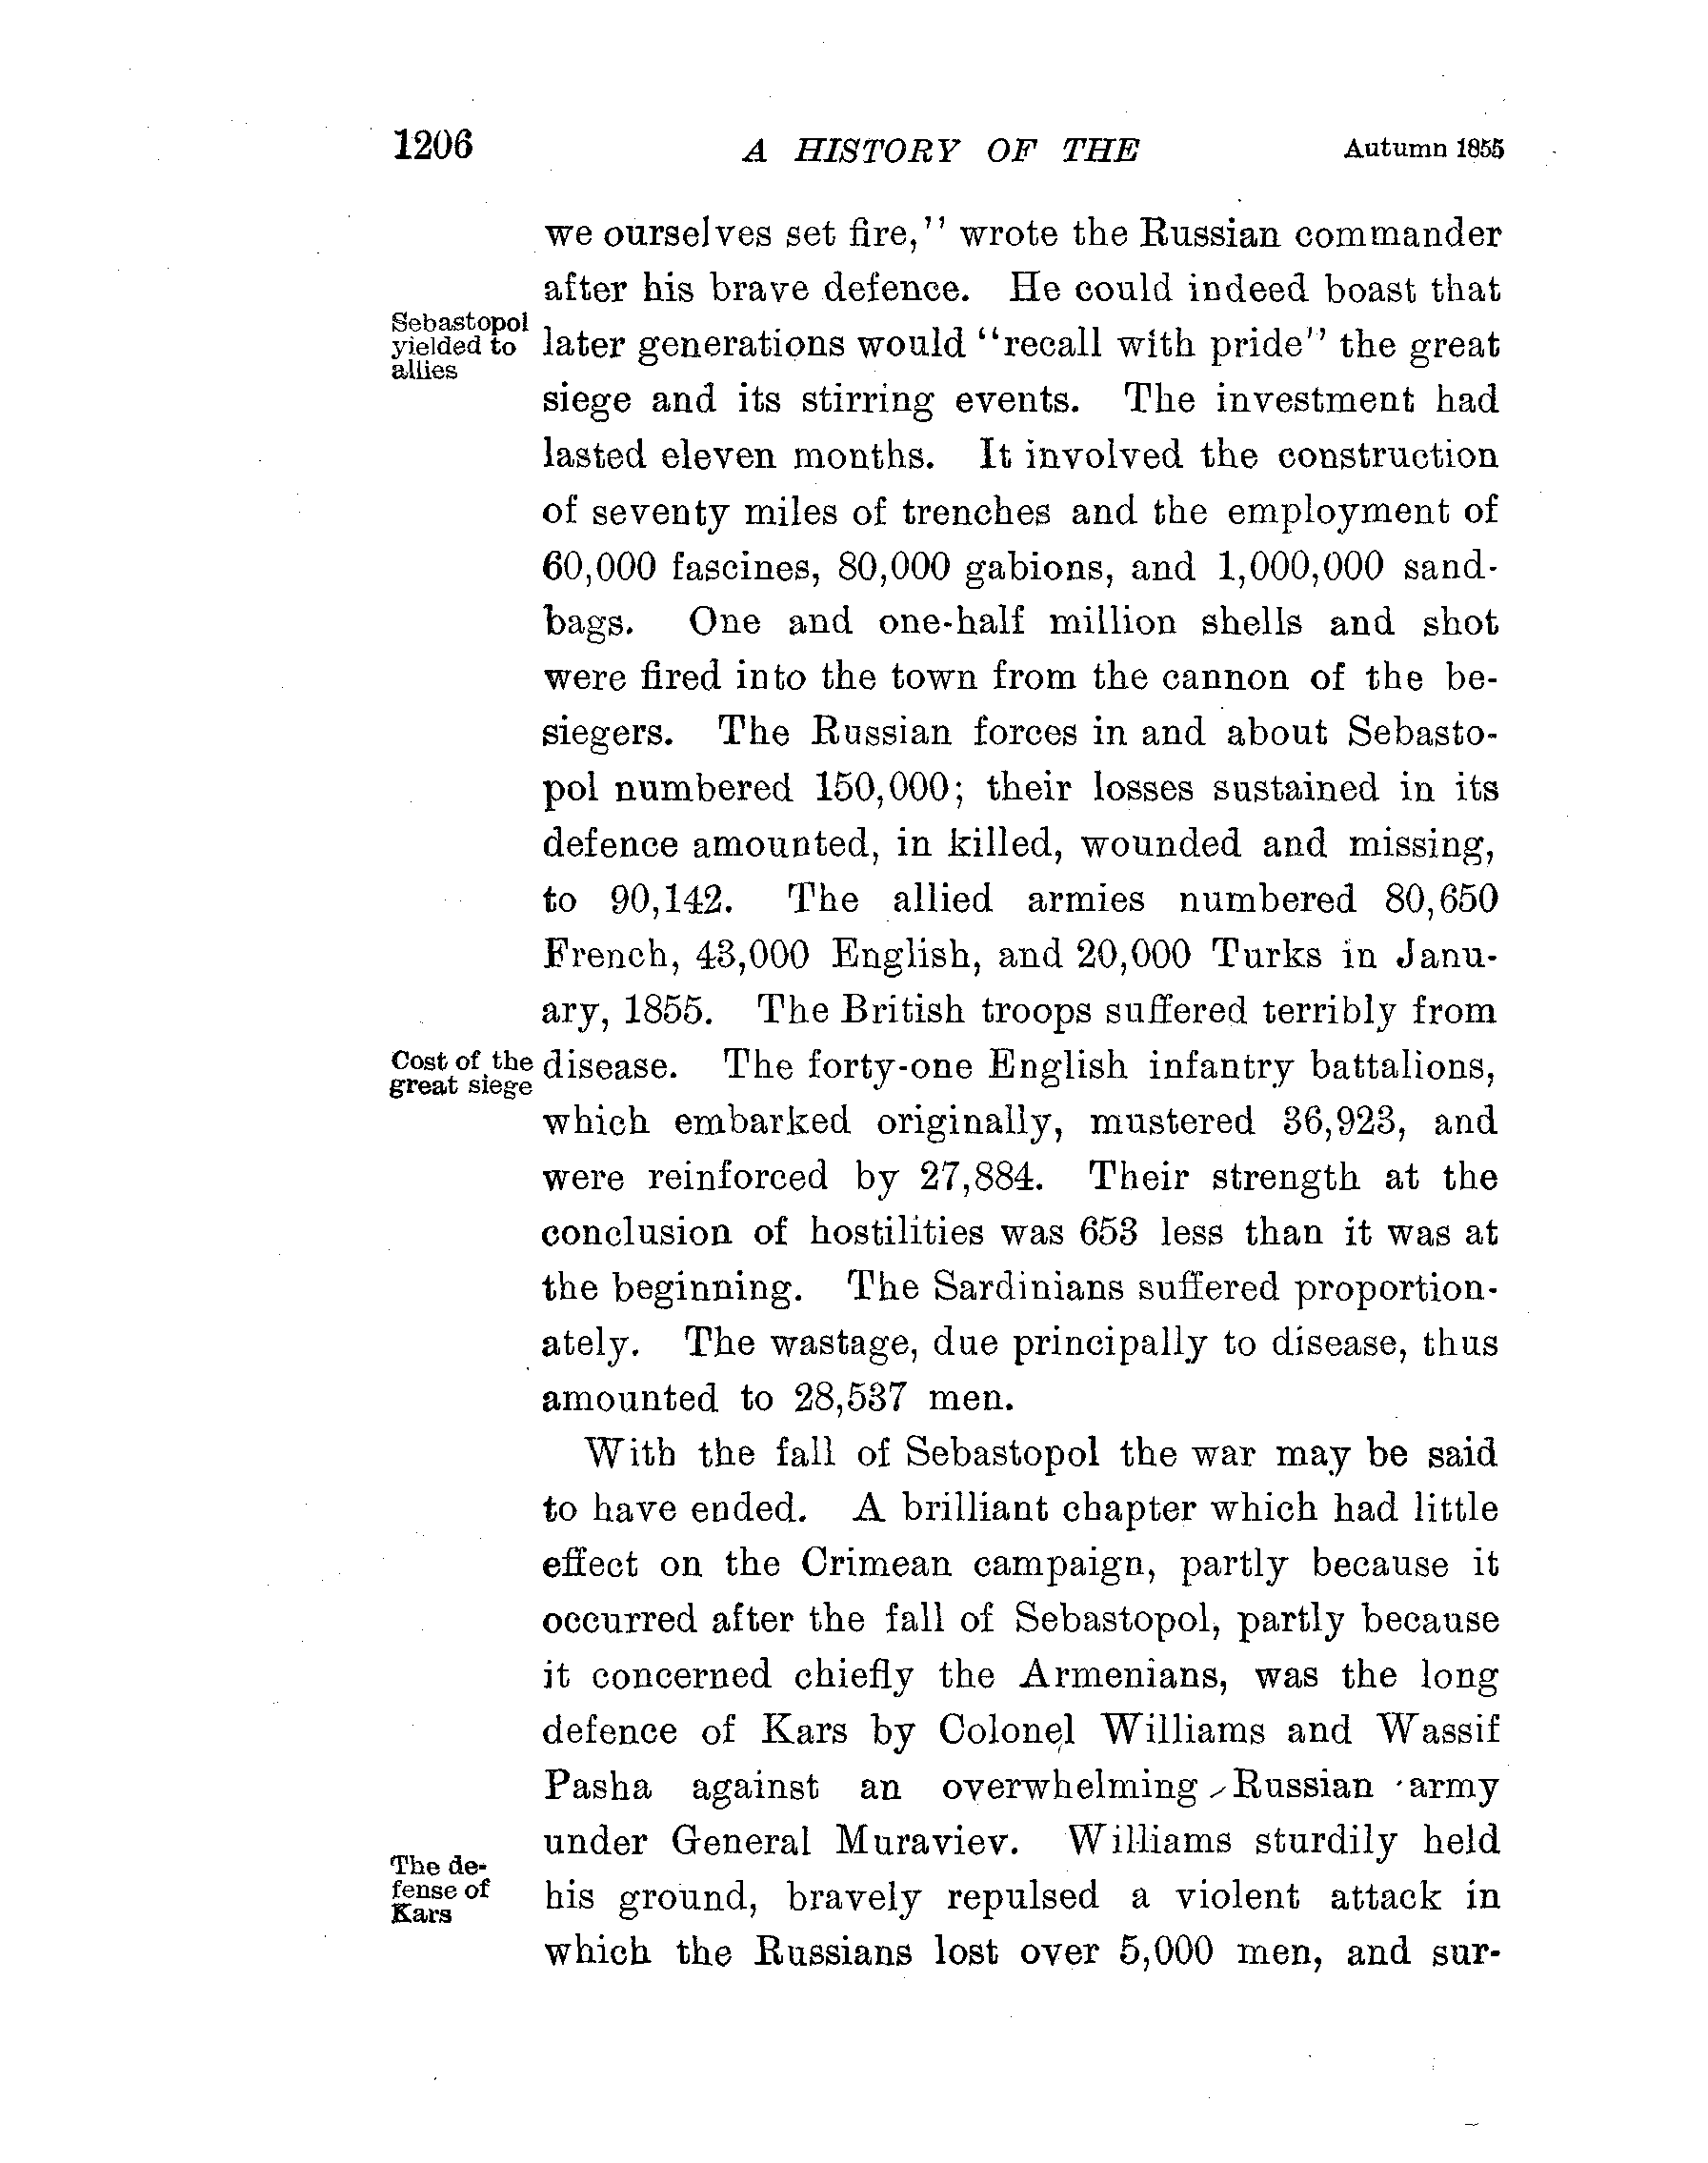 1206
A HISTORY OF THE
Autumn 1855
we ourselves set fire," wrote the Russian commander
after his brave defence. He could indeed boast that
Sebastopol
yielded to
allies
later generations would "recall with pride" the great
siege and its stirring events. The investment had
lasted eleven months. It involved the construction
of seventy miles of trenches and the employment of
60,000 fascines, 80,000 gabions, and 1,000,000 sand-
bags. One and one-half million shells and shot
were fired into the town from the cannon of the be-
siegers. The Russian forces in and about Sebasto-
pol numbered 150,000; their losses sustained in its
defence amounted, in killed, wounded and missing,
to 90,142. The allied armies numbered 80,650
French, 43,000 English, and 20,000 Turks in Janu-
ary, 1855. The British troops suffered terribly from
Cost of the
great siege
disease. The forty-one English infantry battalions,
which embarked originally, mustered 36,923, and
were reinforced by 27,884. Their strength at the
conclusion of hostilities was 653 less than it was at
the beginning. The Sardinians suffered proportion-
ately. The wastage, due principally to disease, thus
amounted to 28,537 men.
With the fall of Sebastopol the war may be said
to have ended. A brilliant chapter which had little
effect on the Crimean campaign, partly because it
occurred after the fall of Sebastopol, partly because
it concerned chiefly the Armenians, was the long
defence of Kars by Colonel Williams and Wassif
Pasha against an overwhelming Russian army
under General Muraviev. Williams sturdily held
The de-
fense of
Kars
his ground, bravely repulsed a violent attack in
which the Russians lost over 5,000 men, and sur-